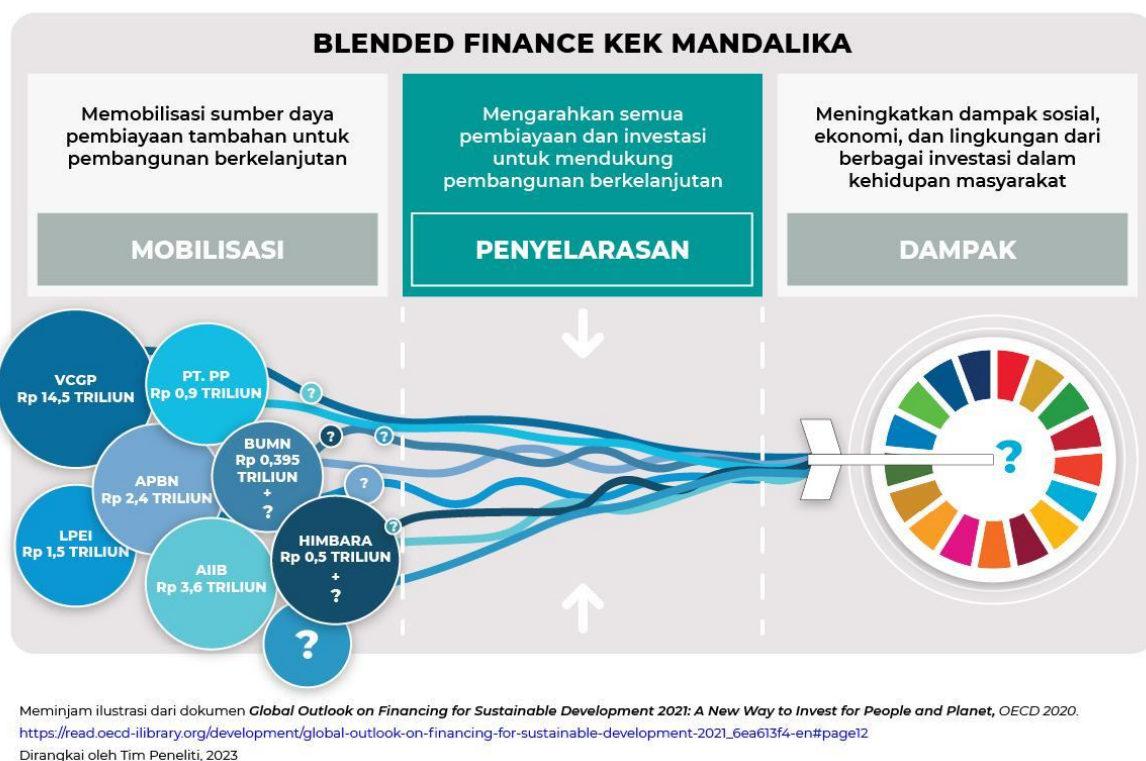 BLENDED FINANCE KEK MANDALIKA
Memobilisasi sumber daya
pembiayaan tambahan untuk
pembangunan berkelanjutan
MOBILISASI
Mengarahkan semua
pembiayaan dan investasi
untuk mendukung
pembangunan berkelanjutan
PENYELARASAN
Meningkatkan dampak sosial,
ekonomi, dan lingkungan dari
berbagai investasi dalam
kehidupan masyarakat
DAMPAK
VCGP
Rp 14,5 TRILIUN
PT. PP
Rp 0,9 TRILIUN
?
APBN
Rp 2,4 TRILIUN
BUMN
Rp 0,395
TRILIUN
+
?
?
?
?
LPEI
Rp 1,5 TRILIUN
AIIB
Rp 3,6 TRILIUN
HIMBARA
Rp 0,5 TRILIUN
+
?
?
?
?
Meminjam ilustrasi dari dokumen Global Outlook on Financing for Sustainable Development 2021: A New Way to Invest for People and Planet, OECD 2020.
https://read.oecd-ilibrary.org/development/global-outlook-on-financing-for-sustainable-development-2021_6ea613f4-en#page12
Dirangkai oleh Tim Peneliti, 2023